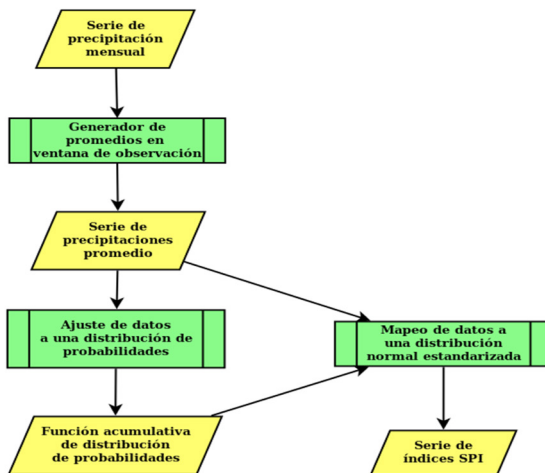 Serie de
precipitación
mensual
Generador de
promedios en
ventana de observación
Serie de
precipitaciones
promedio
Ajuste de datos
a una distribución de
probabilidades
Mapeo de datos a
una distribución
normal estandarizada
Función acumulativa
de distribución
de probabilidades
Serie de
índices SPI